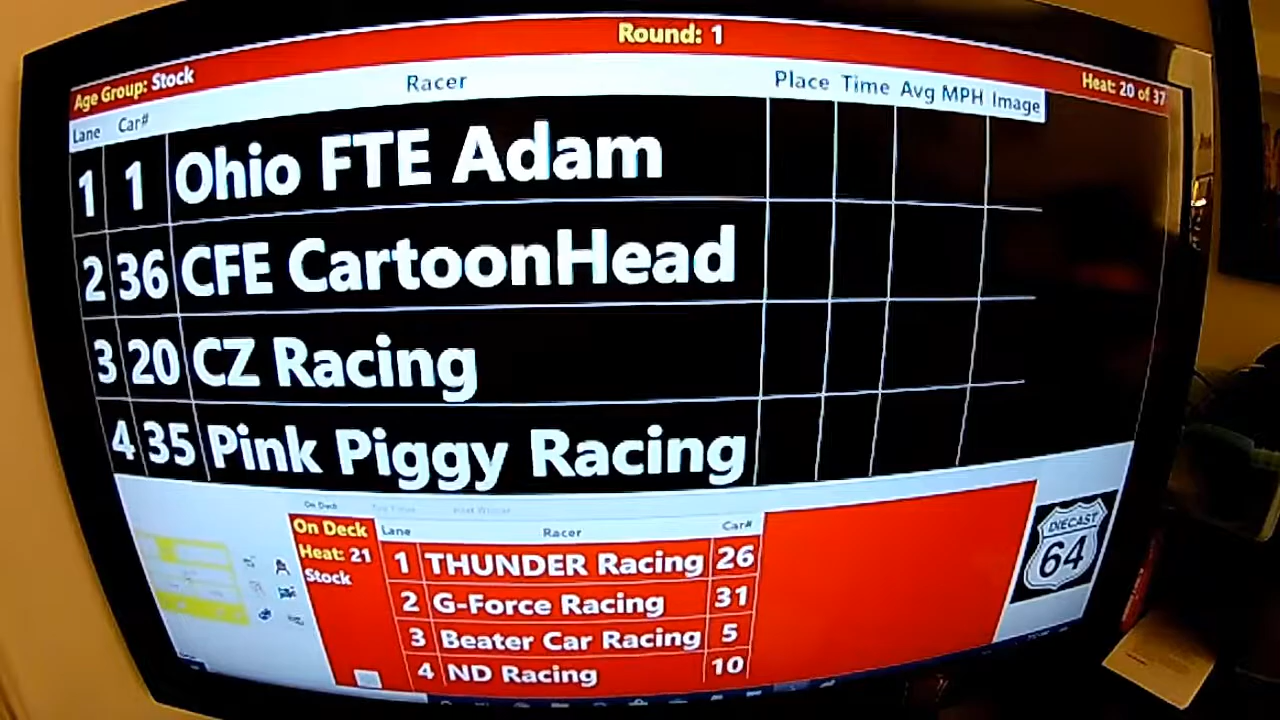 Round: 1
Age Group: Stock
Heat: 20 of 37
Lane Car# Racer Place Time Avg MPH Image
1 1 Ohio FTE Adam
2 36 CFE CartoonHead
3 20 CZ Racing
4 35 Pink Piggy Racing
On Deck
On Deck
Heat: 21
Stock
Lane Racer Car#
1 THUNDER Racing 26
2 G-Force Racing 31
3 Beater Car Racing 5
4 ND Racing 10
DIECAST
64